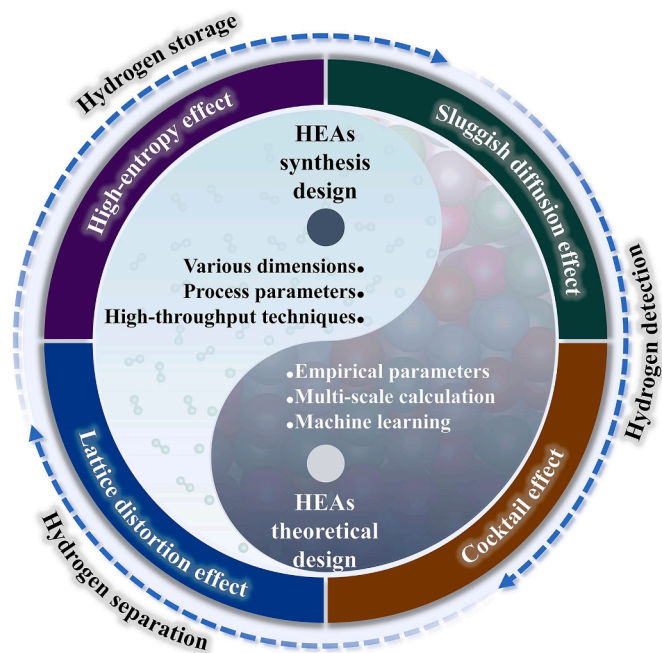 Hydrogen storage
High-entropy effect
Sluggish diffusion effect
HEAs
synthesis
design
Various dimensions.
Process parameters.
High-throughput techniques.
Hydrogen detection
.Empirical parameters
.Multi-scale calculation
.Machine learning
HEAs
theoretical
design
Lattice distortion effect
Cocktail effect
Hydrogen separation